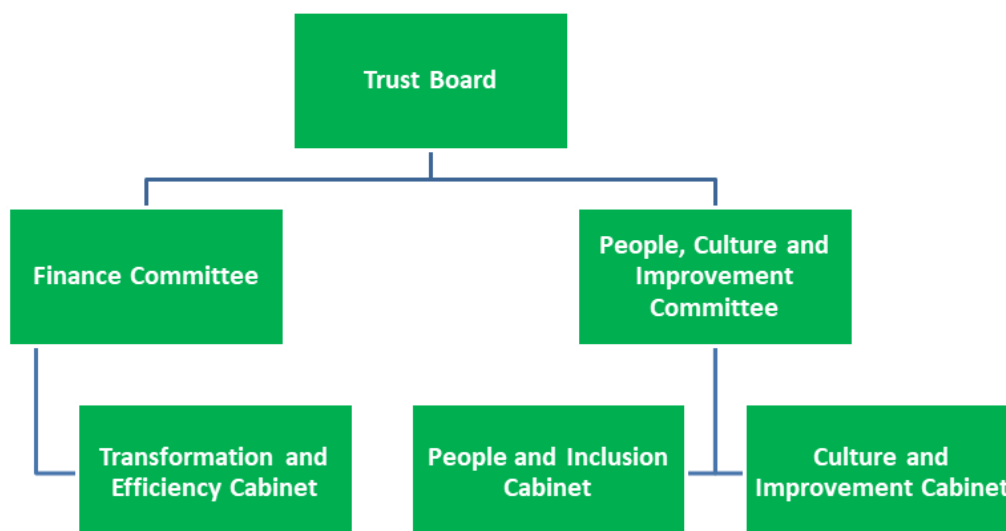 Trust Board
Finance Committee
People, Culture and
Improvement
Committee
Transformation and
Efficiency Cabinet
People and Inclusion
Cabinet
Culture and
Improvement Cabinet